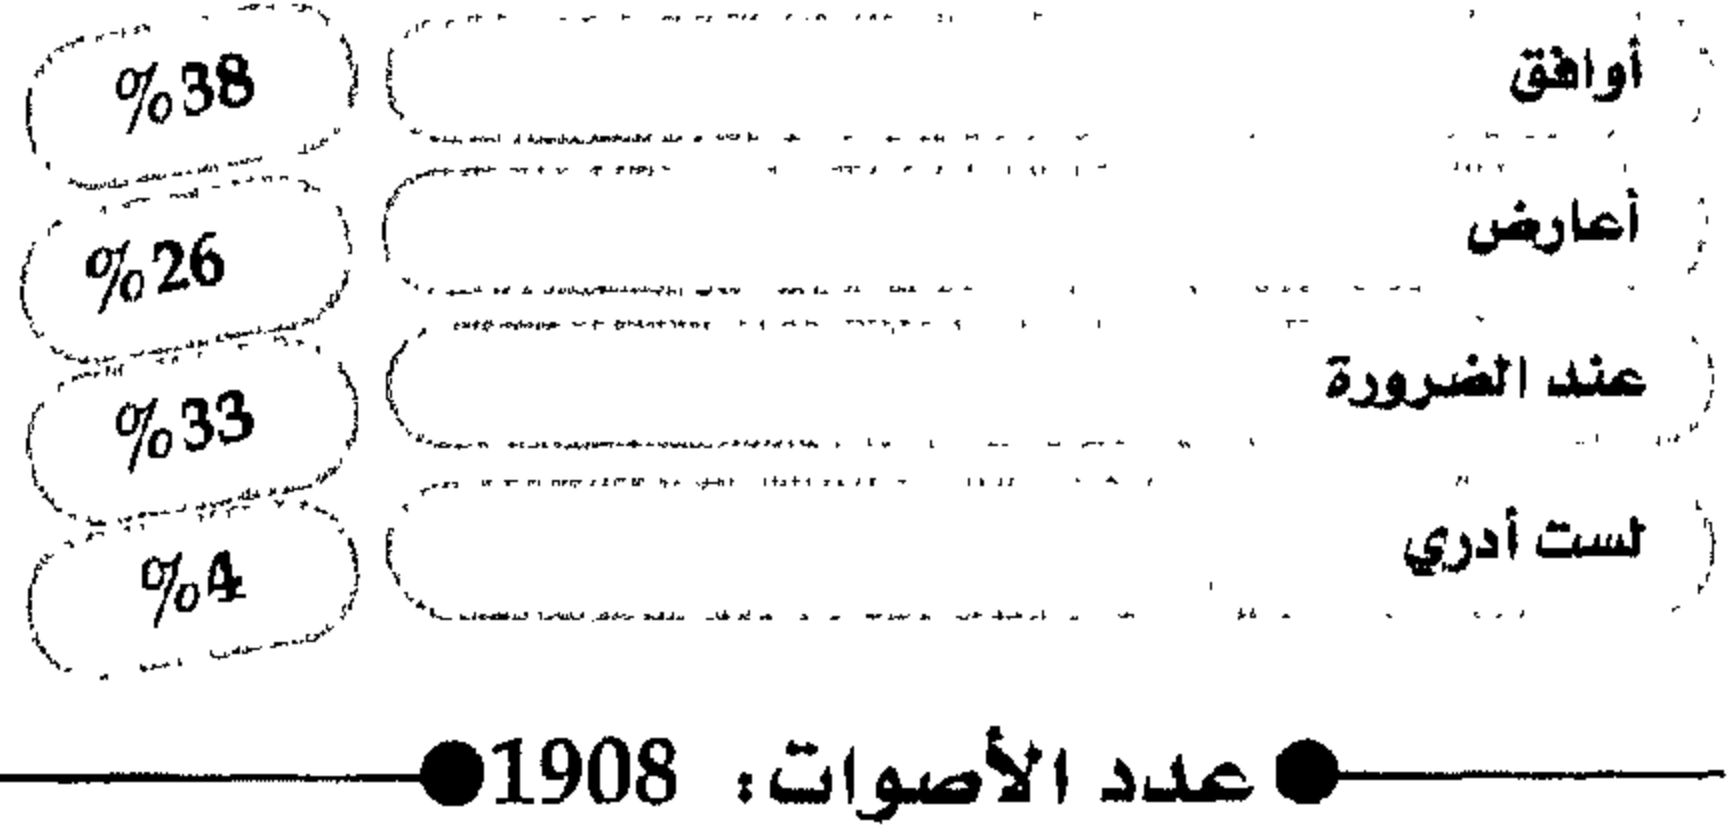 أوافق %38
أعارض %26
عند الضرورة %33
لست أدري %4
عدد الأصوات: 1908